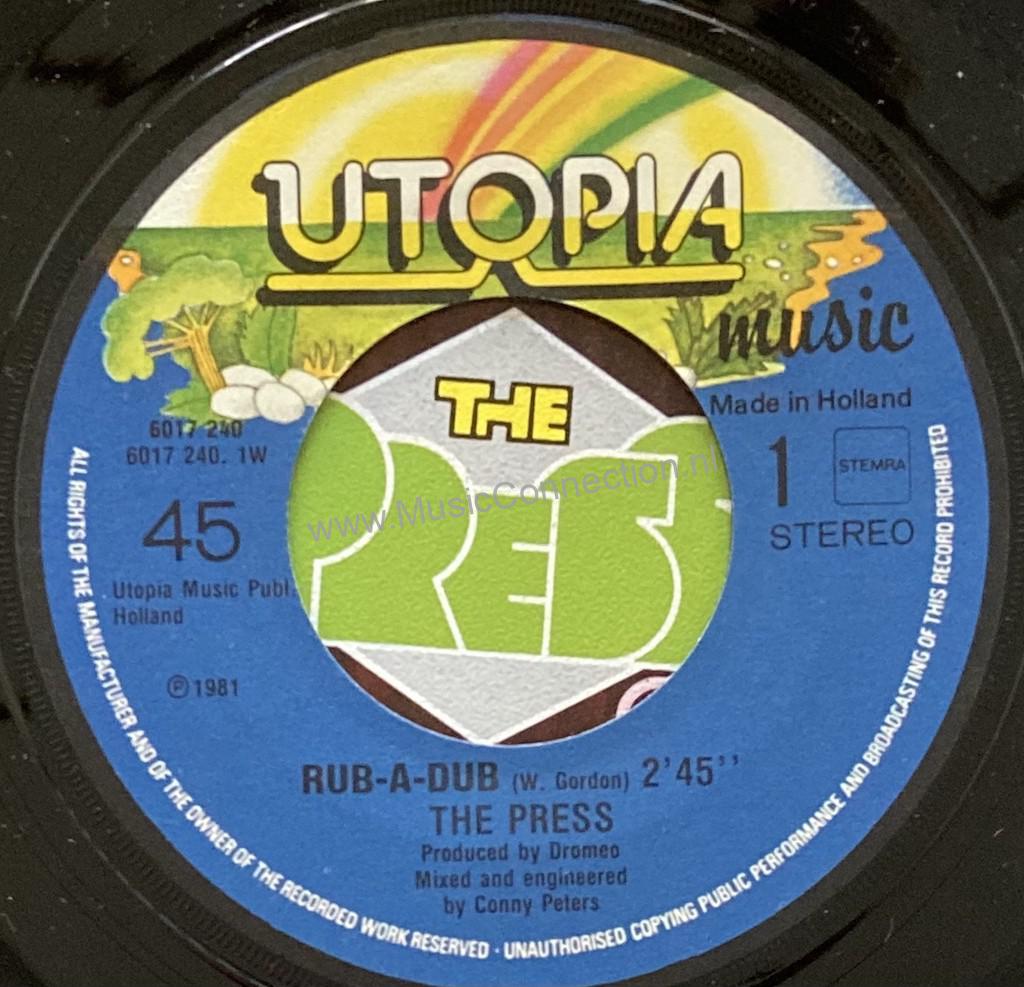 UTOPIA
music
THE
PRESS
www.MusicConnection.nl
Made in Holland
6017 240
6017 240. 1W
1
STEMRA
45
STEREO
Utopia Music Publ.
Holland
℗ 1981
RUB-A-DUB (W. Gordon) 2'45''
THE PRESS
Produced by Dromeo
Mixed and engineered
by Conny Peters
ALL RIGHTS OF THE MANUFACTURER AND OF THE OWNER OF THE RECORDED WORK RESERVED · UNAUTHORISED COPYING PUBLIC PERFORMANCE AND BROADCASTING OF THIS RECORD PROHIBITED